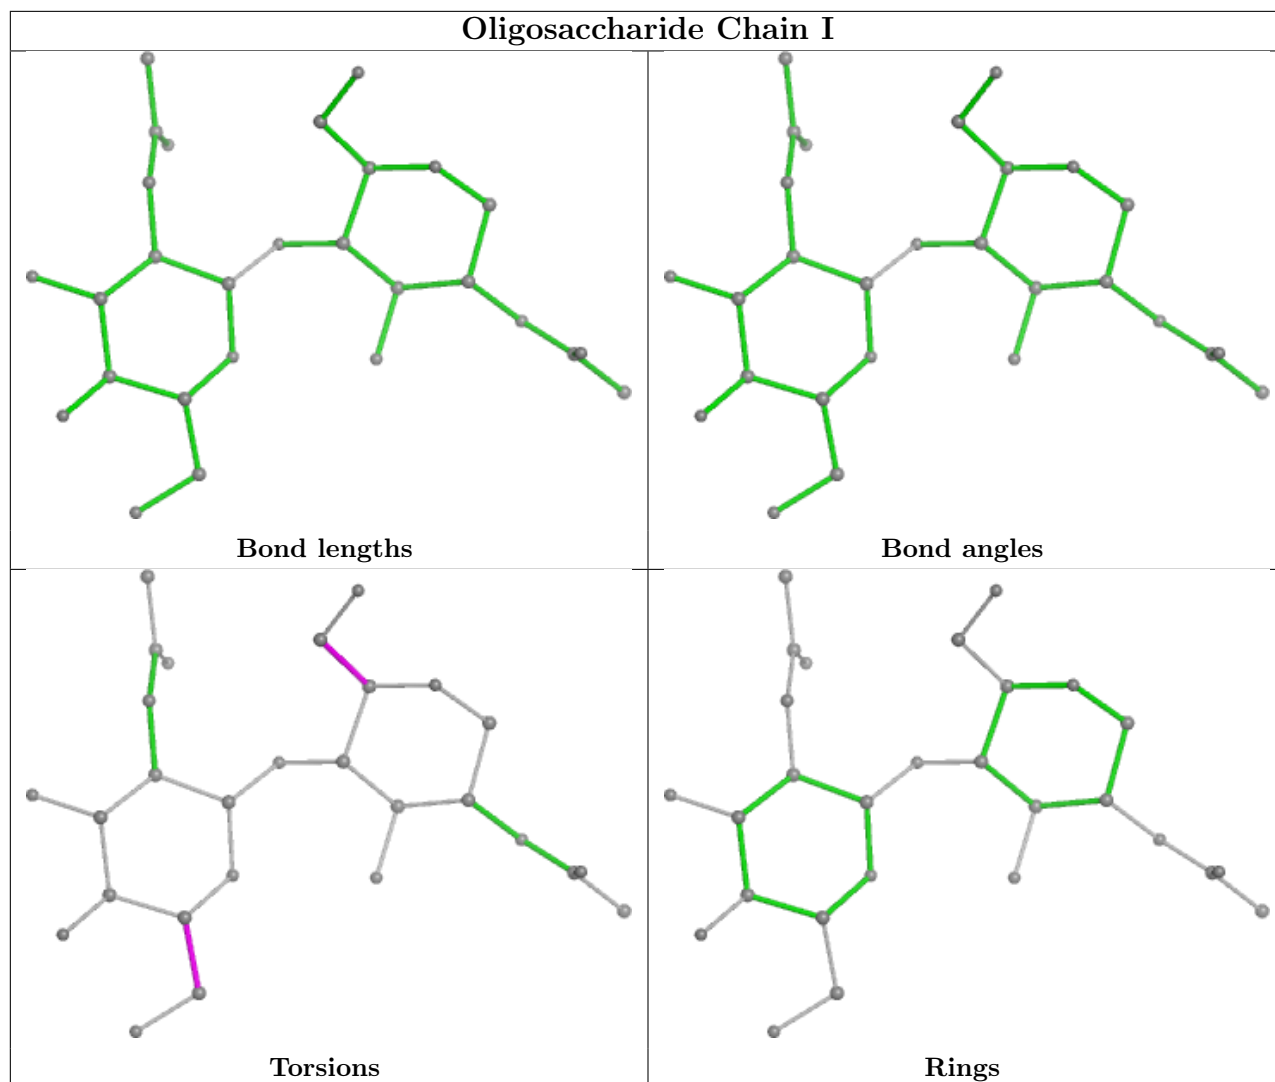 Oligosaccharide Chain I
Bond lengths
Bond angles
Torsions
Rings